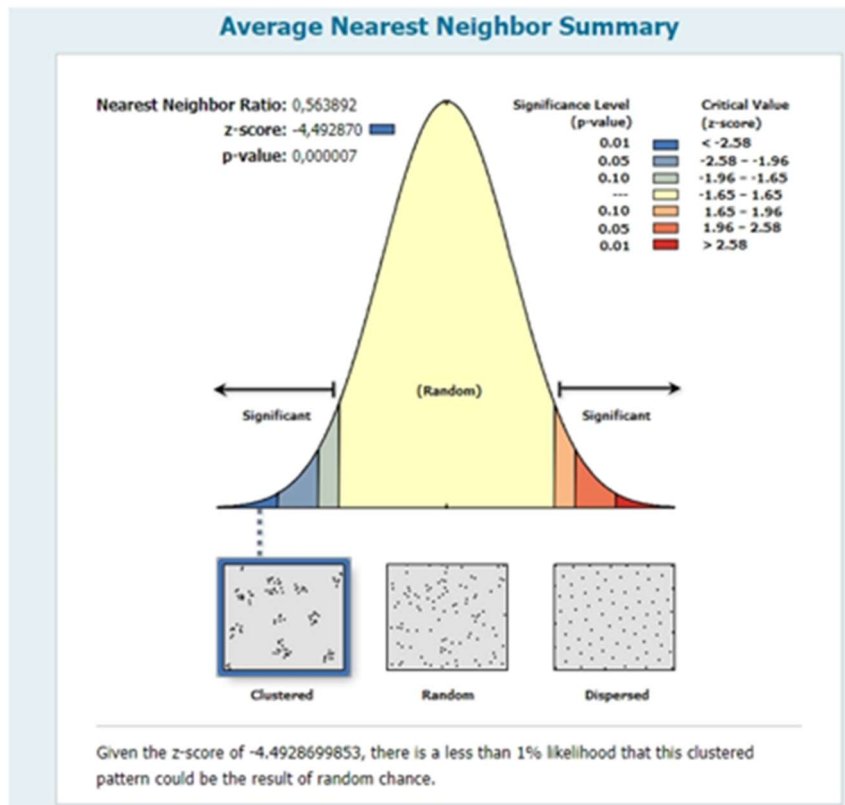 Average Nearest Neighbor Summary
Nearest Neighbor Ratio: 0,563892
z-score: -4,492870
p-value: 0,000007
Significance Level
(p-value)
Critical Value
(z-score)
0.01 < -2.58
0.05 -2.58 - -1.96
0.10 -1.96 - -1.65
--- -1.65 - 1.65
0.10 1.65 - 1.96
0.05 1.96 - 2.58
0.01 > 2.58
(Random)
Significant
Significant
Clustered
Random
Dispersed
Given the z-score of -4.4928699853, there is a less than 1% likelihood that this clustered
pattern could be the result of random chance.